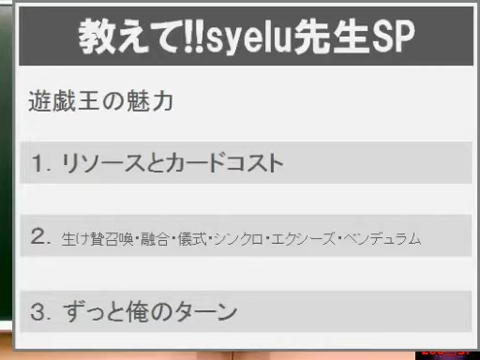 教えて!!syelu先生SP
遊戯王の魅力
1. リソースとカードコスト
2. 生け贄召喚・融合・儀式・シンクロ・エクシーズ・ペンデュラム
3. ずっと俺のターン